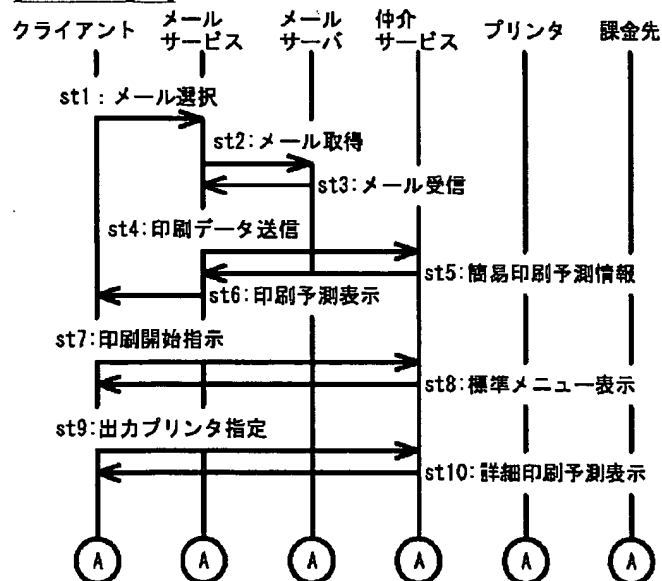 クライアント メール サービス メール サーバ 仲介 サービス プリンタ 課金先
st1：メール選択
st2:メール取得
st3:メール受信
st4:印刷データ送信
st5:簡易印刷予測情報
st6:印刷予測表示
st7:印刷開始指示
st8:標準メニュー表示
st9:出力プリンタ指定
st10:詳細印刷予測表示
A A A A A A